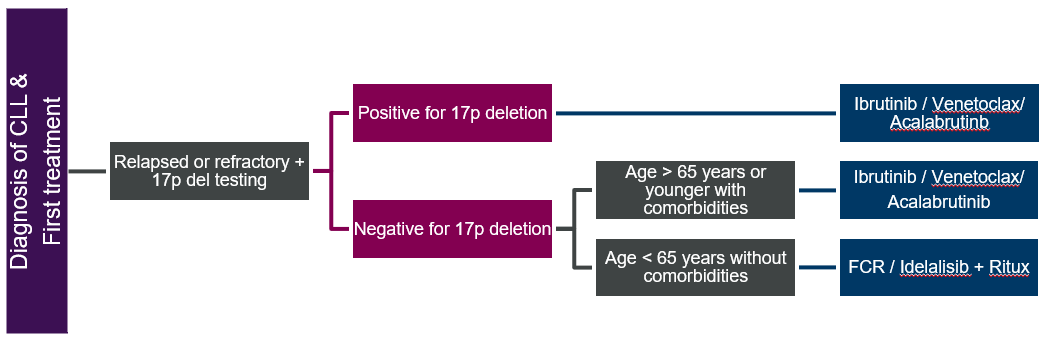 Diagnosis of CLL &
First treatment
Relapsed or refractory +
17p del testing
Positive for 17p deletion
Negative for 17p deletion
Age > 65 years or
younger with
comorbidities
Age < 65 years without
comorbidities
Ibrutinib / Venetoclax/
Acalabrutinb
Ibrutinib / Venetoclax/
Acalabrutinib
FCR / Idelalisib + Ritux